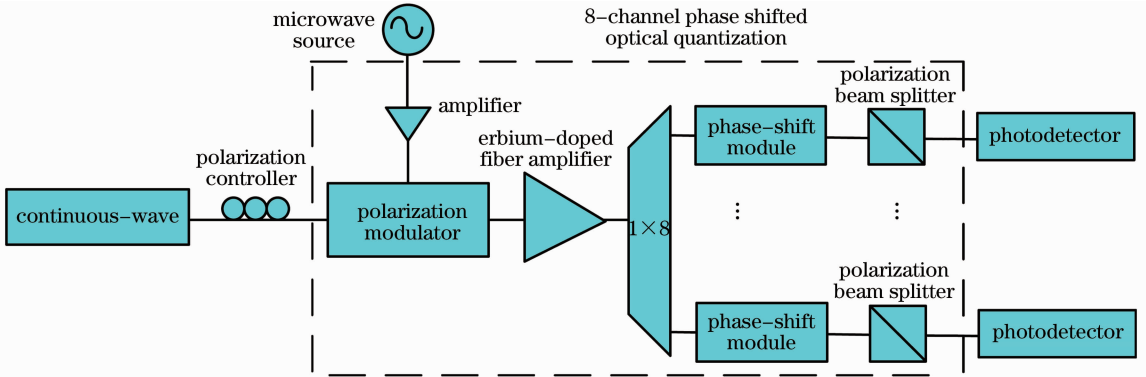 microwave
source
8-channel phase shifted
optical quantization
amplifier
polarization
controller
erbium-doped
fiber amplifier
polarization
beam splitter
phase-shift
module
photodetector
continuous-wave
polarization
modulator
1×8
⋮
⋮
polarization
beam splitter
phase-shift
module
photodetector